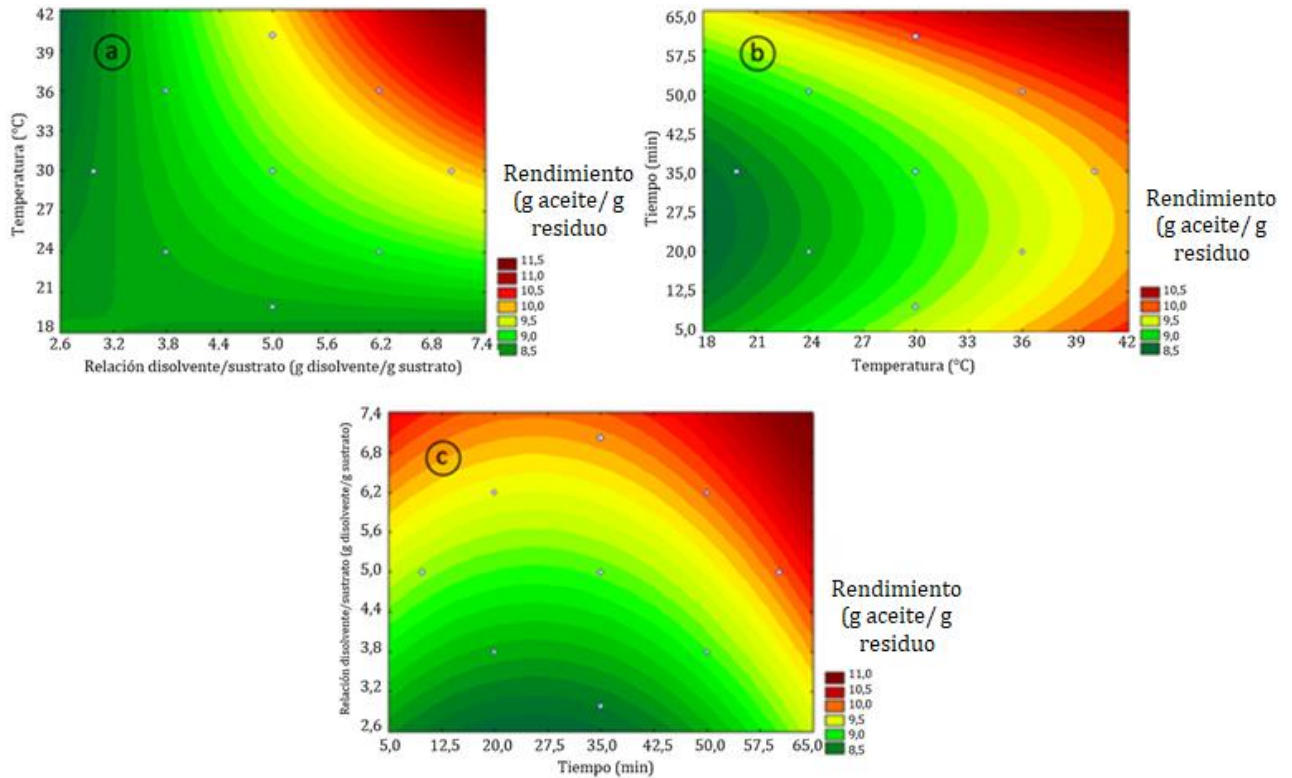 42
39
36
33
30
27
24
21
18
Temperatura (°C)
a
2.6 3.2 3.8 4.4 5.0 5.6 6.2 6.8 7.4
Relación disolvente/sustrato (g disolvente/g sustrato)
Rendimiento
(g aceite/ g
residuo
11,5
11,0
10,5
10,0
9,5
9,0
8,5
65,0
57,5
50,0
42,5
35,0
27,5
20,0
12,5
5,0
Tiempo (min)
b
18 21 24 27 30 33 36 39 42
Temperatura (°C)
Rendimiento
(g aceite/ g
residuo
10,5
10,0
9,5
9,0
8,5
7,4
6,8
6,2
5,6
5,0
4,4
3,8
3,2
2,6
Relación disolvente/sustrato (g disolvente/g sustrato)
c
5,0 12,5 20,0 27,5 35,0 42,5 50,0 57,5 65,0
Tiempo (min)
Rendimiento
(g aceite/ g
residuo
11,0
10,5
10,0
9,5
9,0
8,5